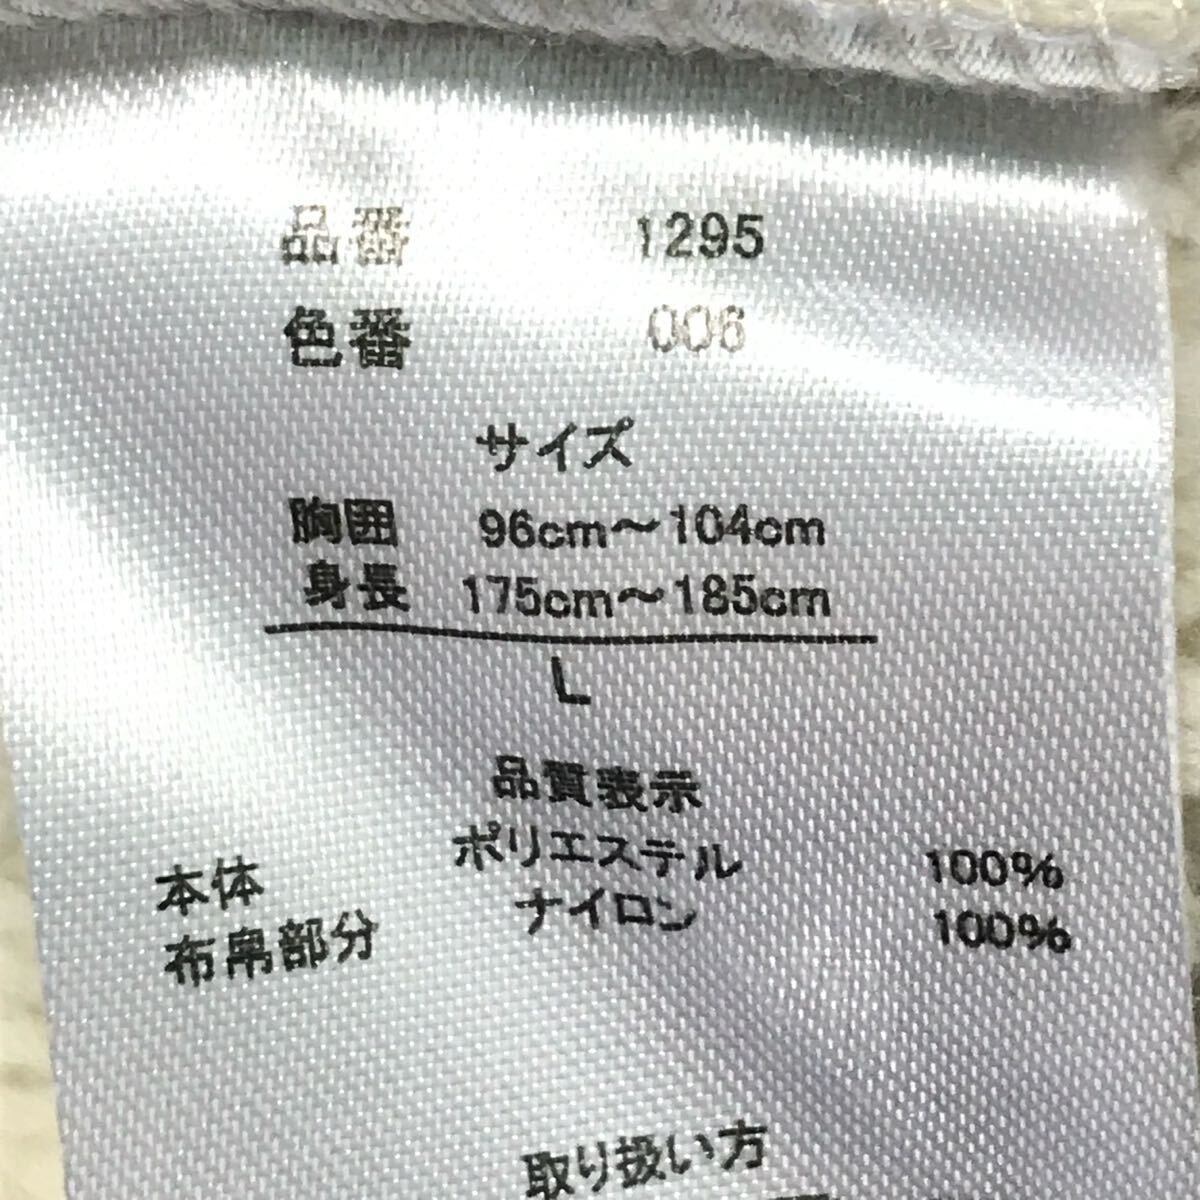 品番 1295
色番 006
サイズ
胸囲 96cm～104cm
身長 175cm～185cm
L
品質表示
本体 ポリエステル 100%
布帛部分 ナイロン 100%
取り扱い方